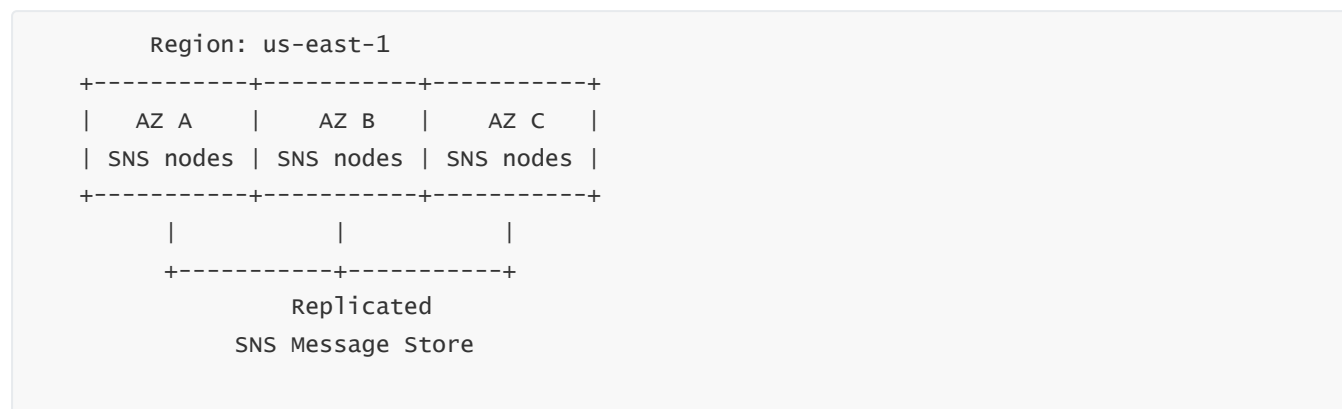 Region: us-east-1
+-----------+-----------+-----------+
|   AZ A    |    AZ B   |    AZ C   |
| SNS nodes | SNS nodes | SNS nodes |
+-----------+-----------+-----------+
|           |           |
+-----------+-----------+
Replicated
SNS Message Store